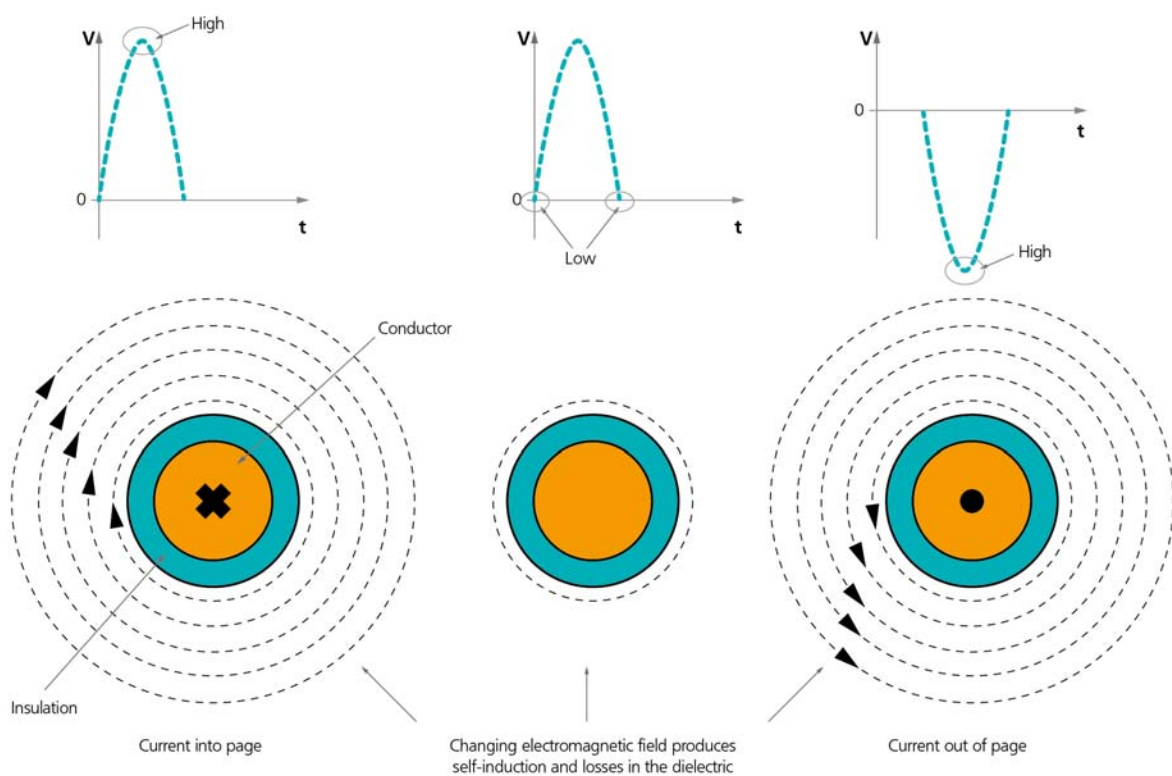 High
V
0
t
V
0
t
Low
V
0
t
High
Conductor
Insulation
Current into page
Changing electromagnetic field produces
self-induction and losses in the dielectric
Current out of page